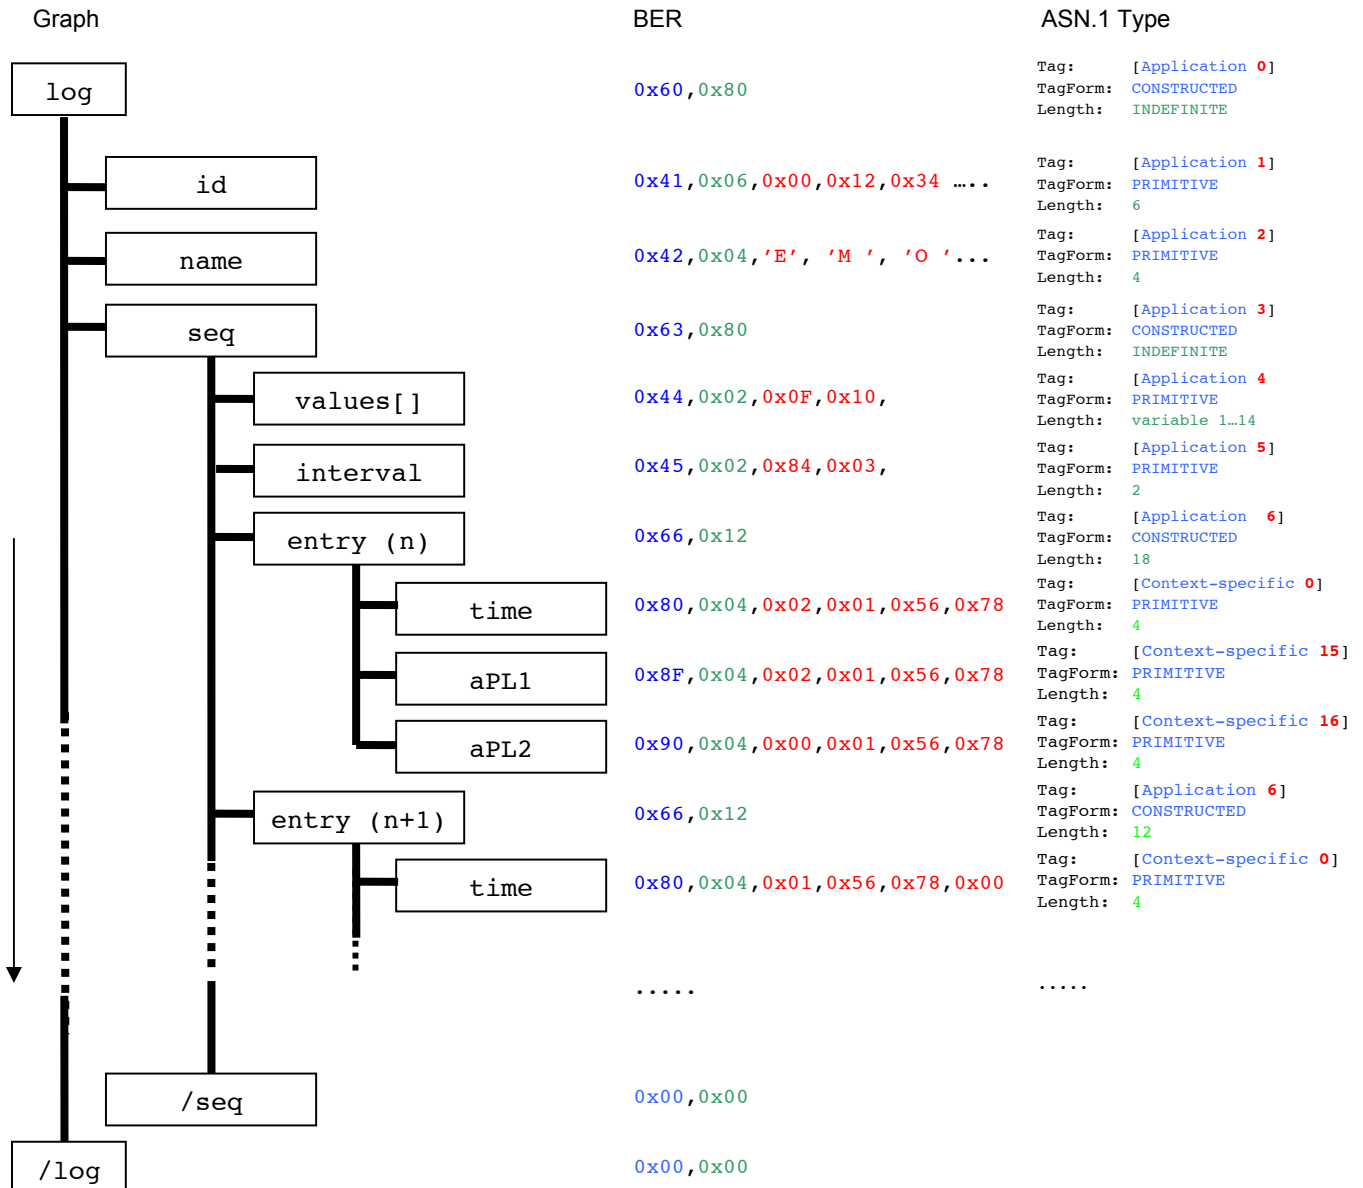 Graph BER ASN.1 Type
log 0x60,0x80
Tag: [Application 0]
TagForm: CONSTRUCTED
Length: INDEFINITE
id 0x41,0x06,0x00,0x12,0x34 …..
Tag: [Application 1]
TagForm: PRIMITIVE
Length: 6
name 0x42,0x04,'E', 'M ', 'O '...
Tag: [Application 2]
TagForm: PRIMITIVE
Length: 4
seq 0x63,0x80
Tag: [Application 3]
TagForm: CONSTRUCTED
Length: INDEFINITE
values[] 0x44,0x02,0x0F,0x10,
Tag: [Application 4
TagForm: PRIMITIVE
Length: variable 1…14
interval 0x45,0x02,0x84,0x03,
Tag: [Application 5]
TagForm: PRIMITIVE
Length: 2
entry (n) 0x66,0x12
Tag: [Application 6]
TagForm: CONSTRUCTED
Length: 18
time 0x80,0x04,0x02,0x01,0x56,0x78
Tag: [Context-specific 0]
TagForm: PRIMITIVE
Length: 4
aPL1 0x8F,0x04,0x02,0x01,0x56,0x78
Tag: [Context-specific 15]
TagForm: PRIMITIVE
Length: 4
aPL2 0x90,0x04,0x00,0x01,0x56,0x78
Tag: [Context-specific 16]
TagForm: PRIMITIVE
Length: 4
entry (n+1) 0x66,0x12
Tag: [Application 6]
TagForm: CONSTRUCTED
Length: 12
time 0x80,0x04,0x01,0x56,0x78,0x00
Tag: [Context-specific 0]
TagForm: PRIMITIVE
Length: 4
..... .....
/seq 0x00,0x00
/log 0x00,0x00